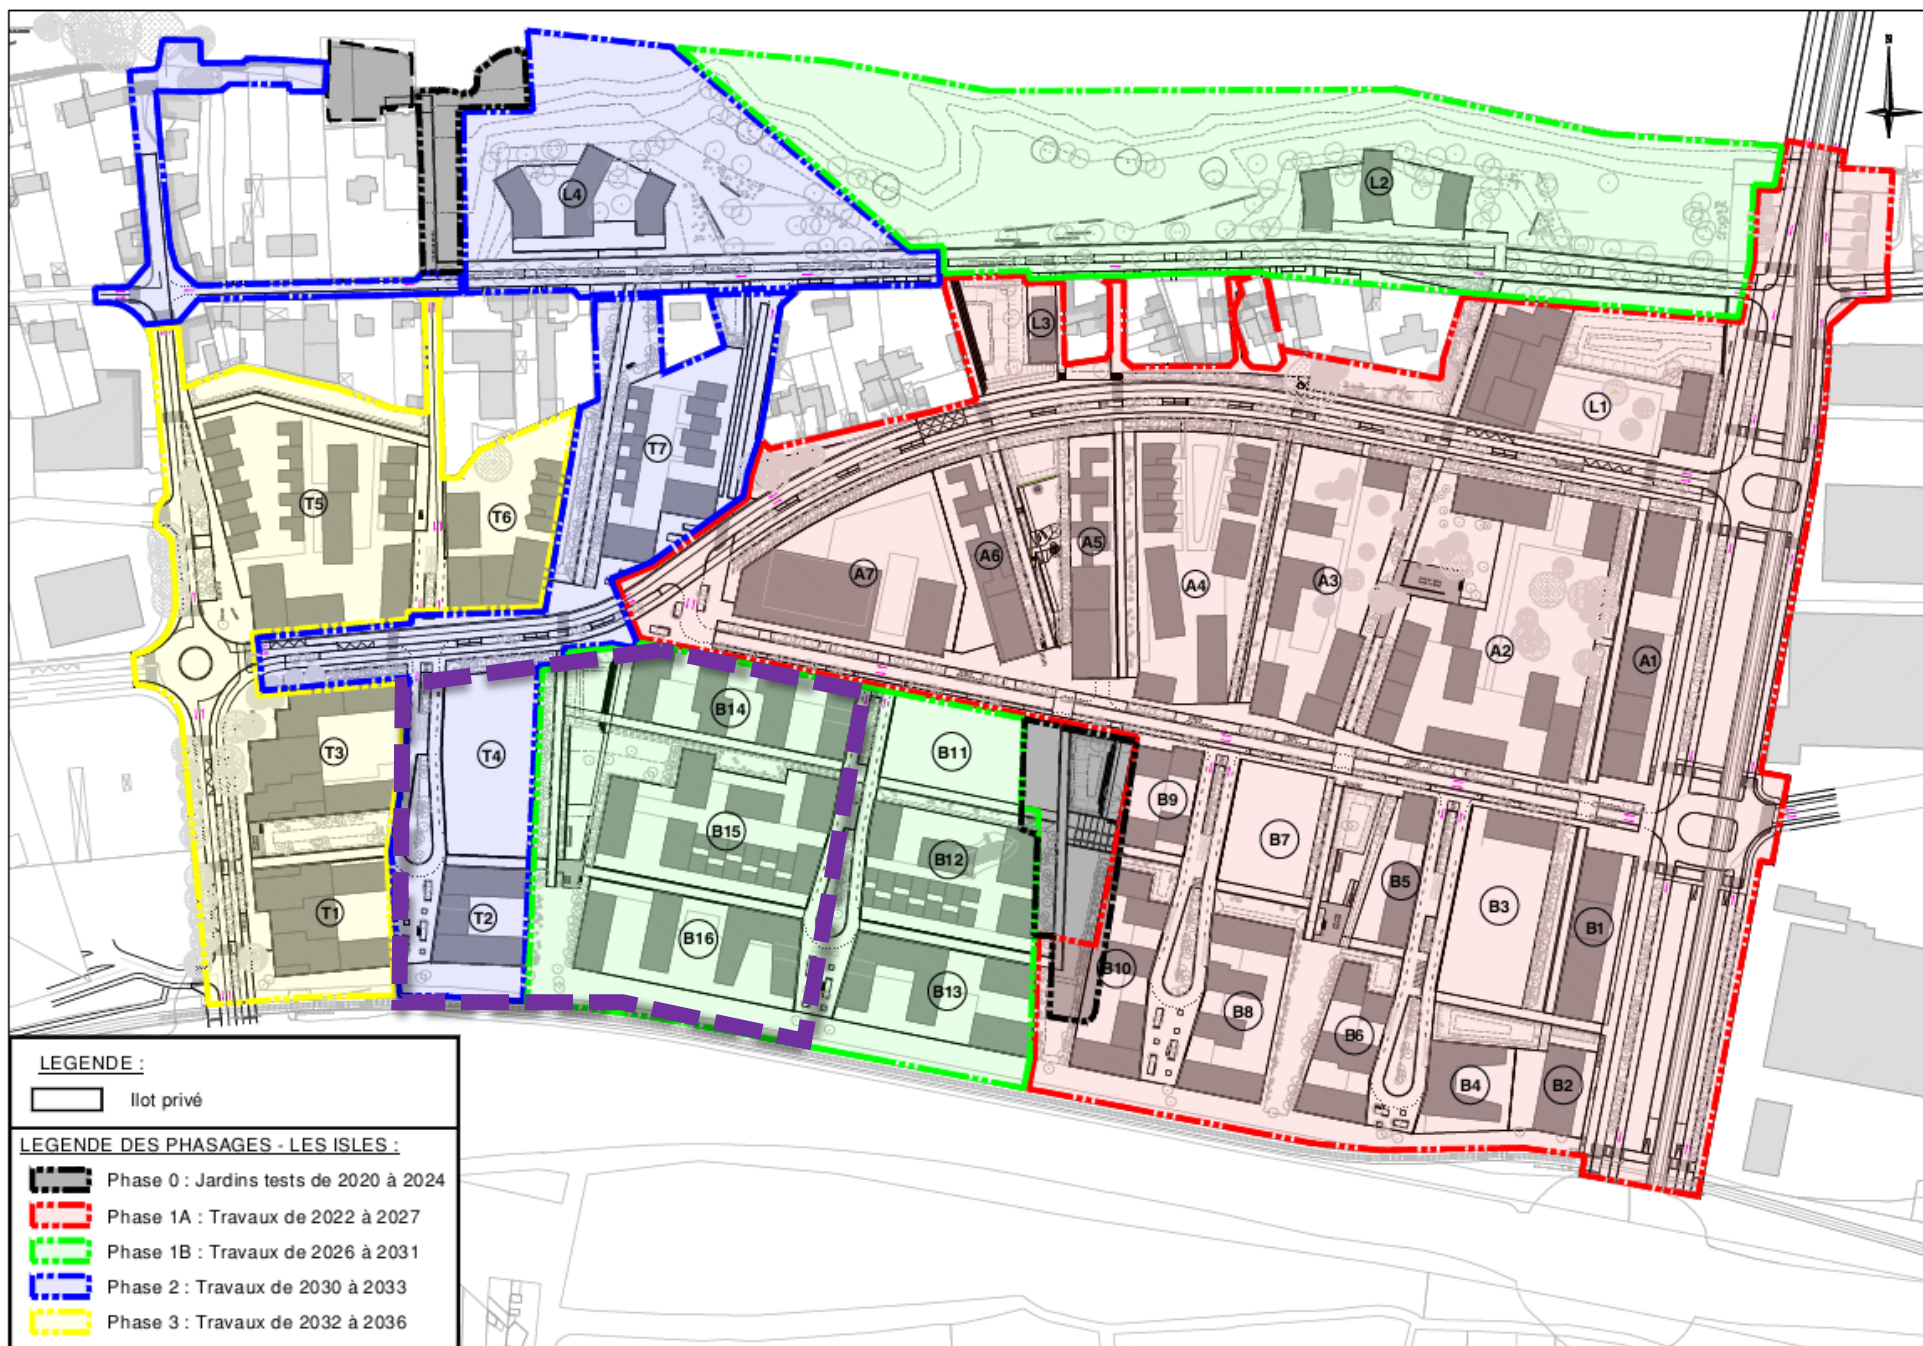 L4
L2
L3
L1
T7
T5
T6
A7
A6
A5
A4
A3
A2
A1
B14
B11
T3
T4
B9
B7
B15
B12
B5
B3
B1
T1
T2
B16
B13
B10
B8
B6
B4
B2
LEGENDE :
Ilot privé
LEGENDE DES PHASAGES - LES ISLES :
Phase 0 : Jardins tests de 2020 à 2024
Phase 1A : Travaux de 2022 à 2027
Phase 1B : Travaux de 2026 à 2031
Phase 2 : Travaux de 2030 à 2033
Phase 3 : Travaux de 2032 à 2036